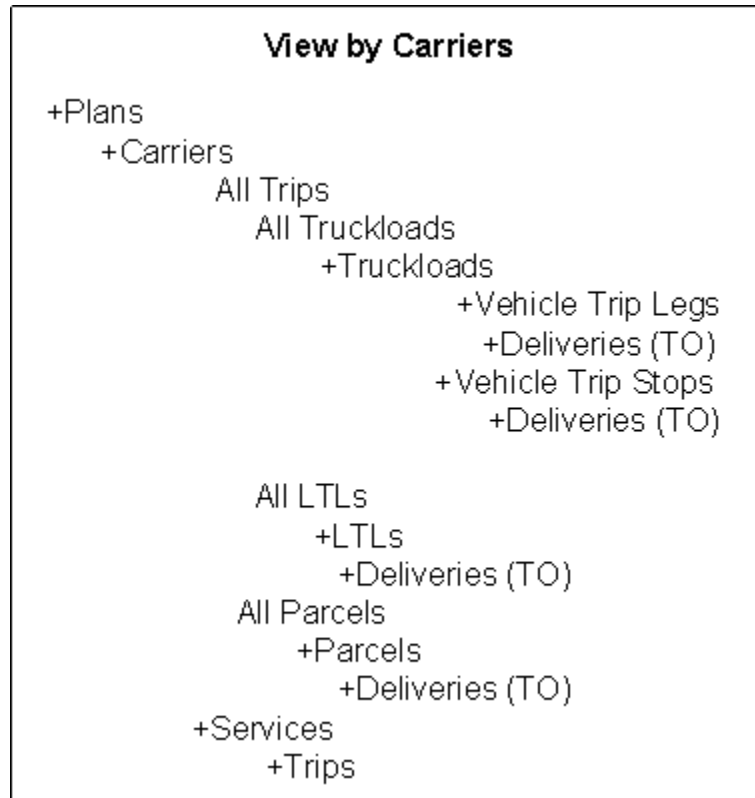 View by Carriers
+Plans
+Carriers
All Trips
All Truckloads
+Truckloads
+Vehicle Trip Legs
+Deliveries (TO)
+Vehicle Trip Stops
+Deliveries (TO)
All LTLs
+LTLs
+Deliveries (TO)
All Parcels
+Parcels
+Deliveries (TO)
+Services
+Trips